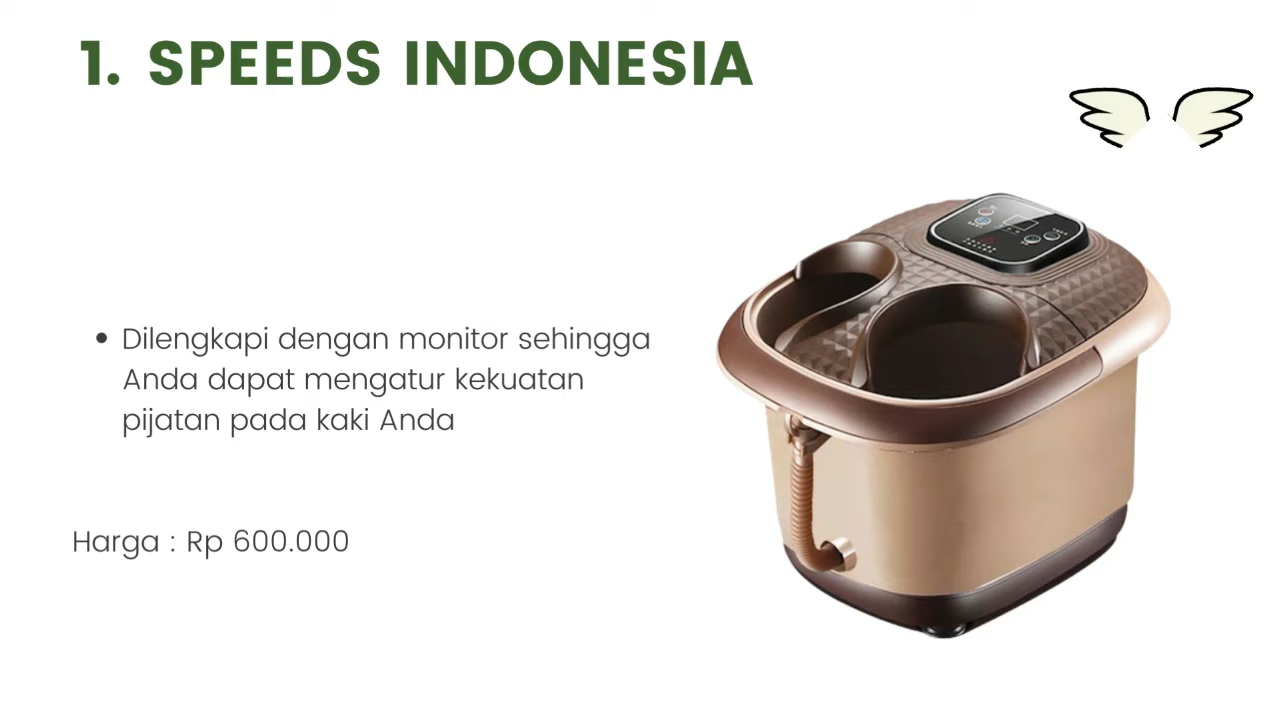 1. SPEEDS INDONESIA
• Dilengkapi dengan monitor sehingga
Anda dapat mengatur kekuatan
pijatan pada kaki Anda
Harga : Rp 600.000